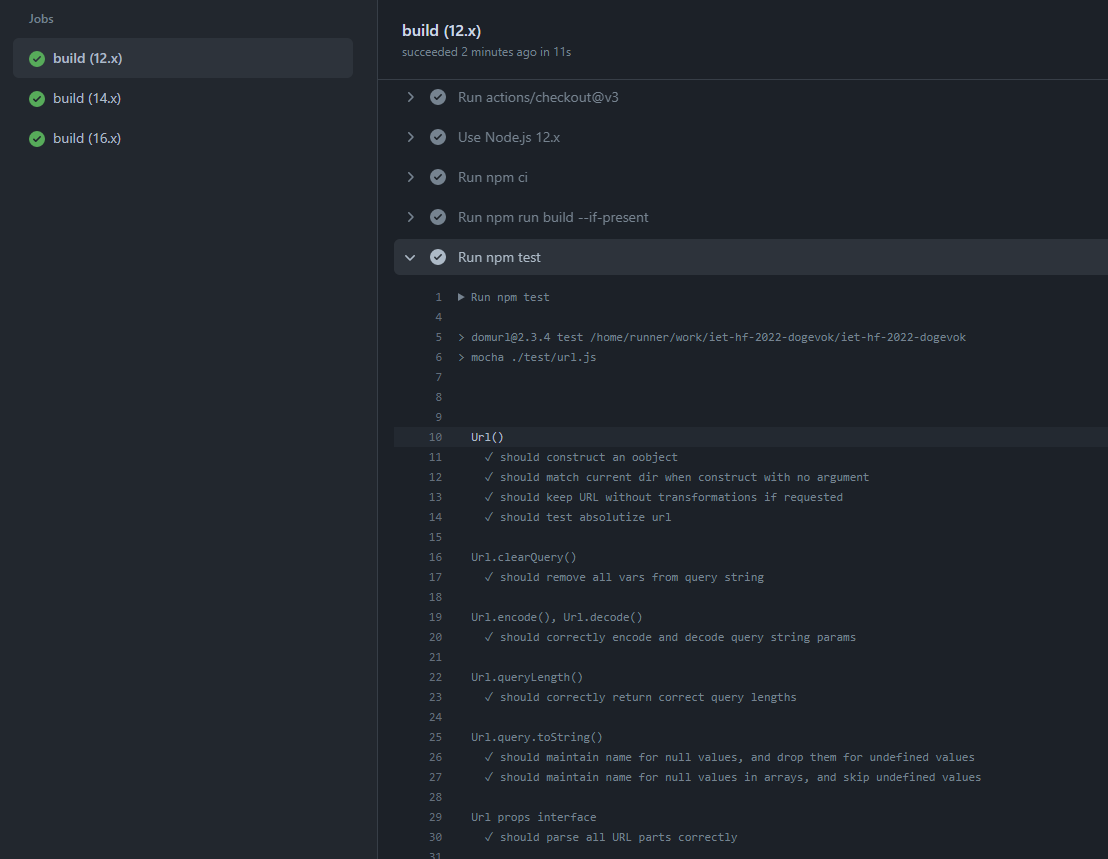 Jobs
build (12.x)
build (14.x)
build (16.x)
build (12.x)
succeeded 2 minutes ago in 11s
Run actions/checkout@v3
Use Node.js 12.x
Run npm ci
Run npm run build --if-present
Run npm test
1 ▶ Run npm test
4
5 > domurl@2.3.4 test /home/runner/work/iet-hf-2022-dogevok/iet-hf-2022-dogevok
6 > mocha ./test/url.js
7
8
9
10 Url()
11 ✓ should construct an oobject
12 ✓ should match current dir when construct with no argument
13 ✓ should keep URL without transformations if requested
14 ✓ should test absolutize url
15
16 Url.clearQuery()
17 ✓ should remove all vars from query string
18
19 Url.encode(), Url.decode()
20 ✓ should correctly encode and decode query string params
21
22 Url.queryLength()
23 ✓ should correctly return correct query lengths
24
25 Url.query.toString()
26 ✓ should maintain name for null values, and drop them for undefined values
27 ✓ should maintain name for null values in arrays, and skip undefined values
28
29 Url props interface
30 ✓ should parse all URL parts correctly
31